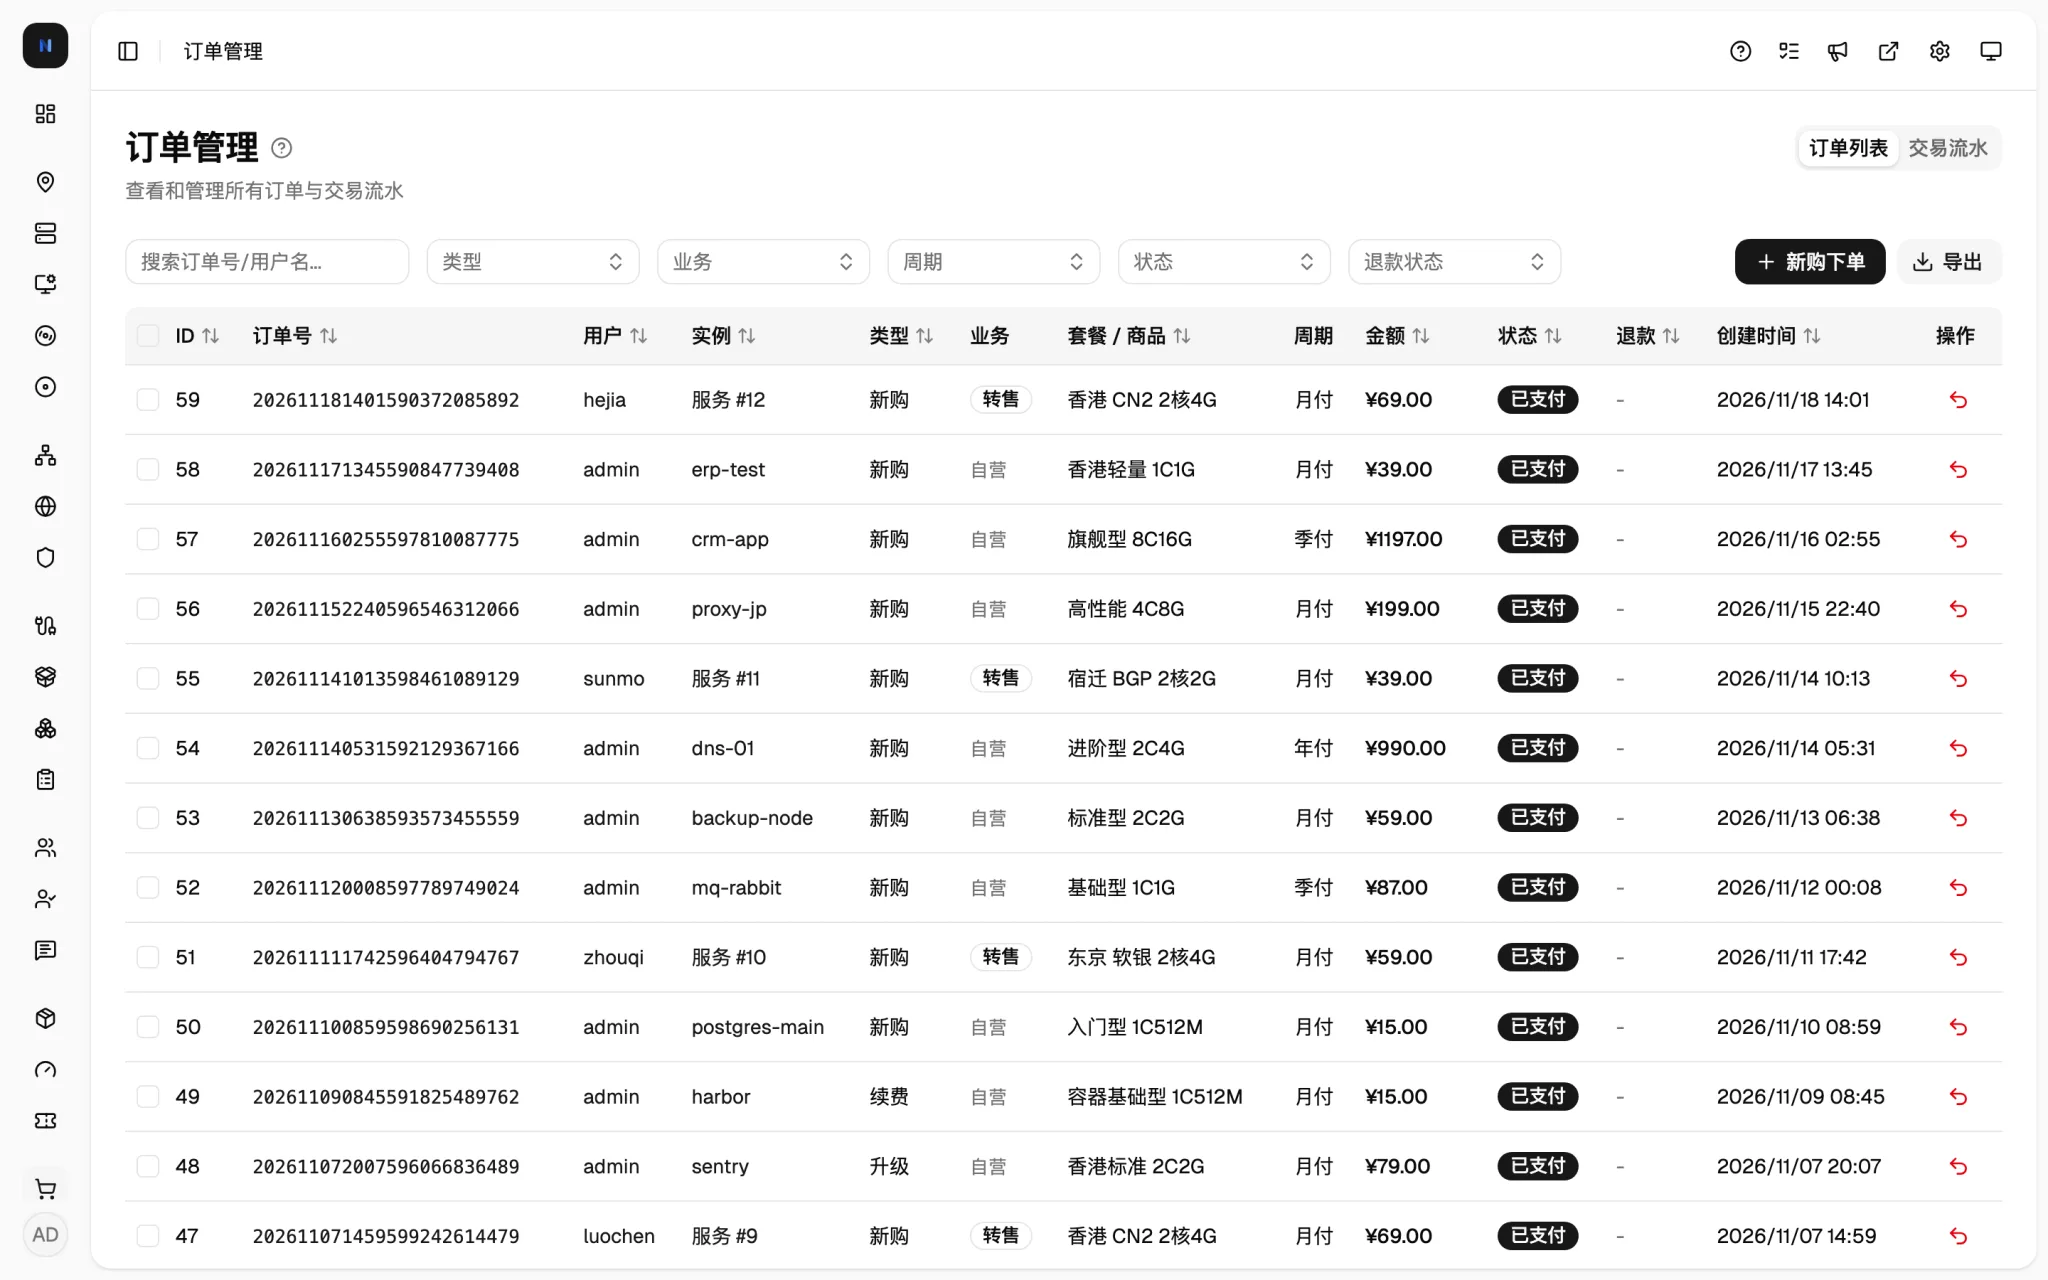 N
订单管理
订单管理
订单列表 交易流水
查看和管理所有订单与交易流水
搜索订单号/用户名... 类型 业务 周期 状态 退款状态 + 新购下单 导出
ID 订单号 用户 实例 类型 业务 套餐 / 商品 周期 金额 状态 退款 创建时间 操作
59 202611181401590372085892 hejia 服务 #12 新购 转售 香港 CN2 2核4G 月付 ¥69.00 已支付 - 2026/11/18 14:01
58 202611171345590847739408 admin erp-test 新购 自营 香港轻量 1C1G 月付 ¥39.00 已支付 - 2026/11/17 13:45
57 202611160255597810087775 admin crm-app 新购 自营 旗舰型 8C16G 季付 ¥1197.00 已支付 - 2026/11/16 02:55
56 202611152240596546312066 admin proxy-jp 新购 自营 高性能 4C8G 月付 ¥199.00 已支付 - 2026/11/15 22:40
55 202611141013598461089129 sunmo 服务 #11 新购 转售 宿迁 BGP 2核2G 月付 ¥39.00 已支付 - 2026/11/14 10:13
54 202611140531592129367166 admin dns-01 新购 自营 进阶型 2C4G 年付 ¥990.00 已支付 - 2026/11/14 05:31
53 202611130638593573455559 admin backup-node 新购 自营 标准型 2C2G 月付 ¥59.00 已支付 - 2026/11/13 06:38
52 202611120008597789749024 admin mq-rabbit 新购 自营 基础型 1C1G 季付 ¥87.00 已支付 - 2026/11/12 00:08
51 202611111742596404794767 zhouqi 服务 #10 新购 转售 东京 软银 2核4G 月付 ¥59.00 已支付 - 2026/11/11 17:42
50 202611100859598690256131 admin postgres-main 新购 自营 入门型 1C512M 月付 ¥15.00 已支付 - 2026/11/10 08:59
49 202611090845591825489762 admin harbor 续费 自营 容器基础型 1C512M 月付 ¥15.00 已支付 - 2026/11/09 08:45
48 202611072007596066836489 admin sentry 升级 自营 香港标准 2C2G 月付 ¥79.00 已支付 - 2026/11/07 20:07
47 202611071459599242614479 luochen 服务 #9 新购 转售 香港 CN2 2核4G 月付 ¥69.00 已支付 - 2026/11/07 14:59
AD